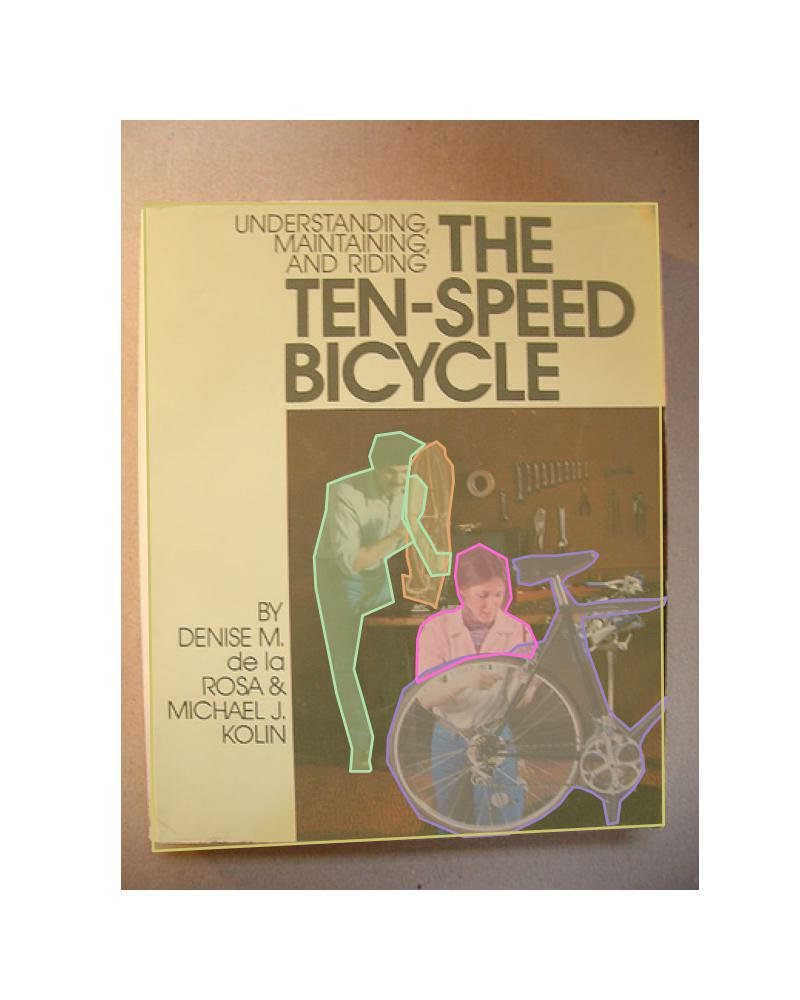 UNDERSTANDING,
MAINTAINING,
AND RIDING
THE
TEN-SPEED
BICYCLE
BY
DENISE M.
de la
ROSA &
MICHAEL J.
KOLIN